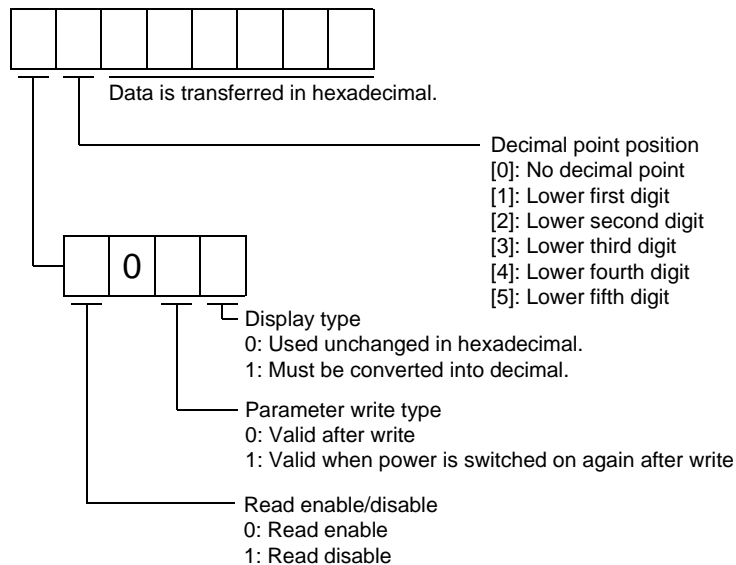 Data is transferred in hexadecimal.
Decimal point position
[0]: No decimal point
[1]: Lower first digit
[2]: Lower second digit
[3]: Lower third digit
[4]: Lower fourth digit
[5]: Lower fifth digit
0
Display type
0: Used unchanged in hexadecimal.
1: Must be converted into decimal.
Parameter write type
0: Valid after write
1: Valid when power is switched on again after write
Read enable/disable
0: Read enable
1: Read disable